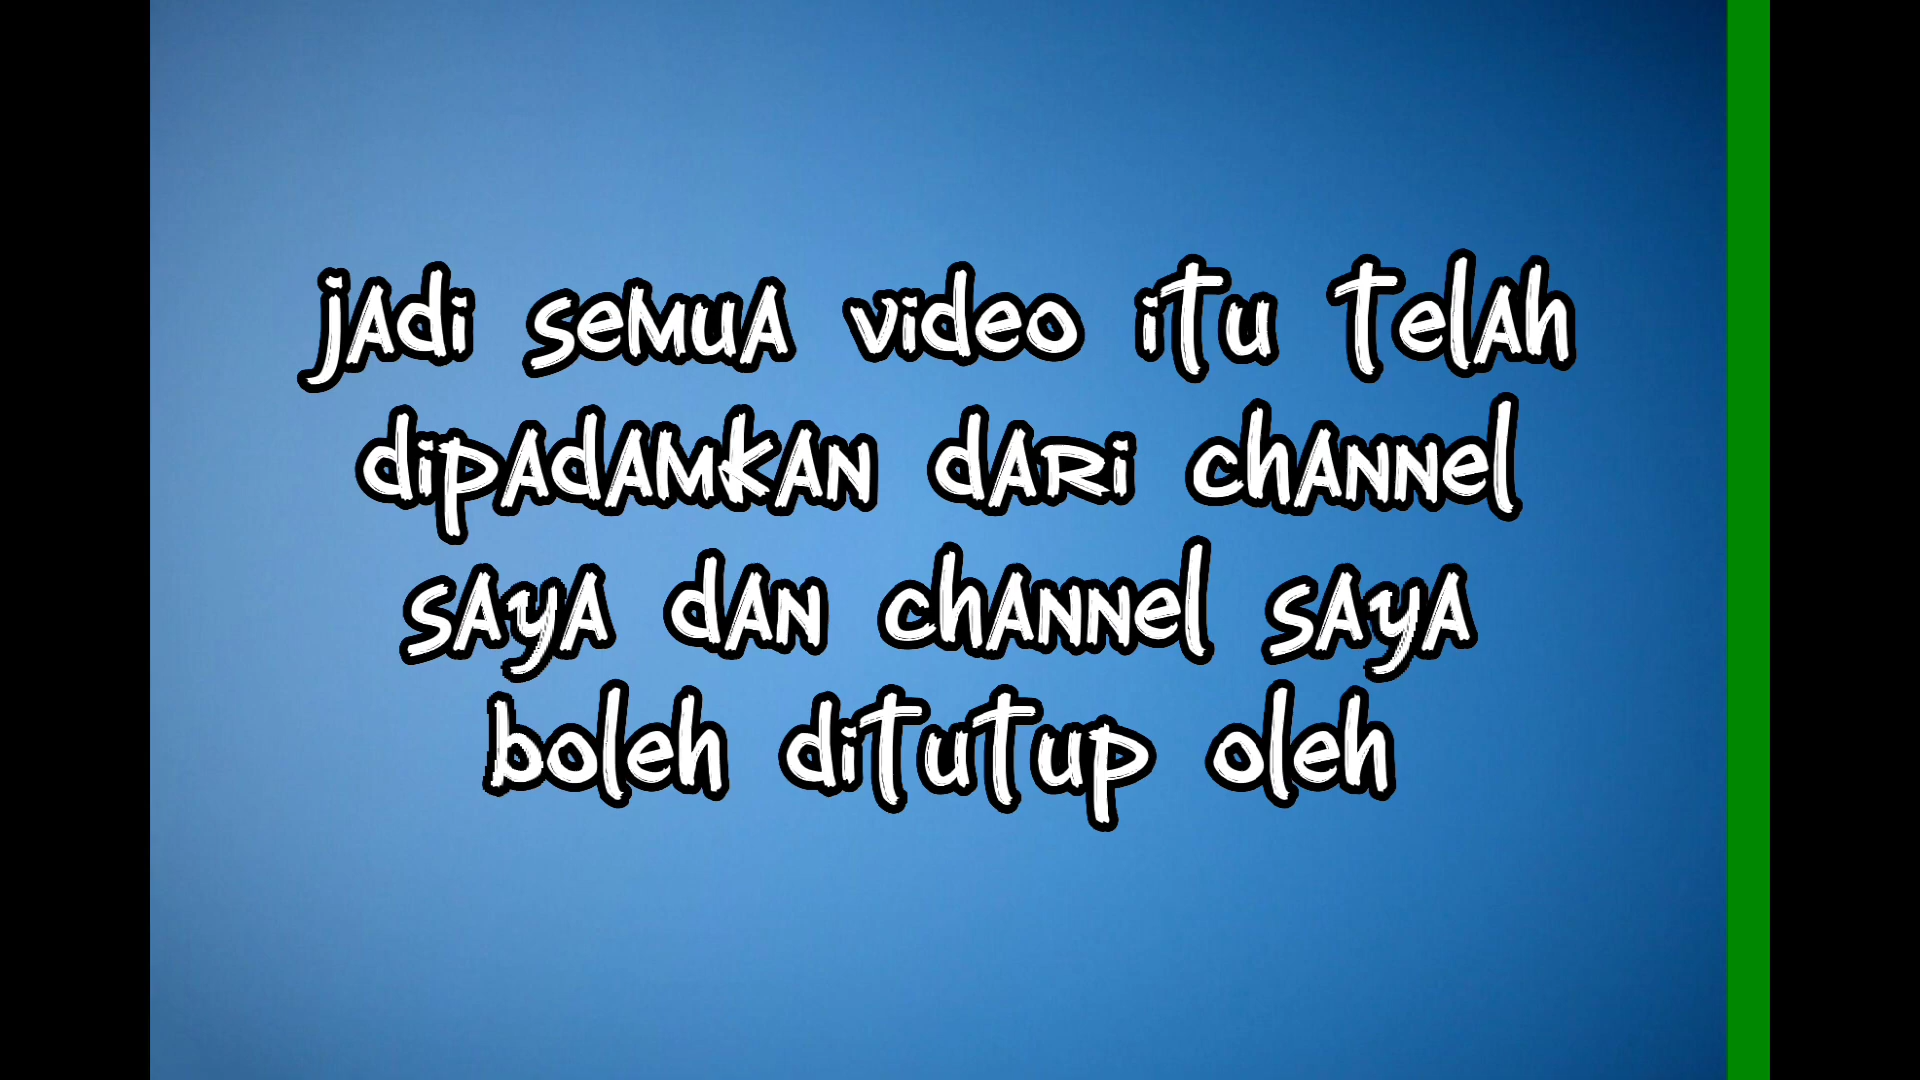 jadi semua video itu telah
dipadamkan dari channel
saya dan channel saya
boleh ditutup oleh